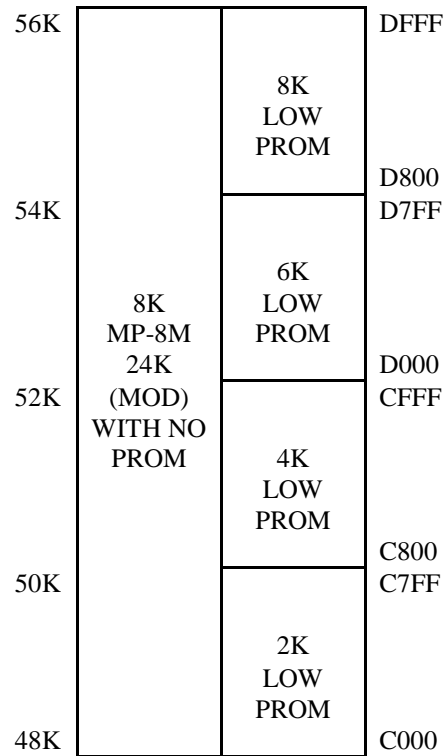 56K
DFFF
8K
LOW
PROM
D800
54K
D7FF
6K
LOW
PROM
8K
MP-8M
24K
(MOD)
WITH NO
PROM
D000
52K
CFFF
4K
LOW
PROM
C800
50K
C7FF
2K
LOW
PROM
48K
C000